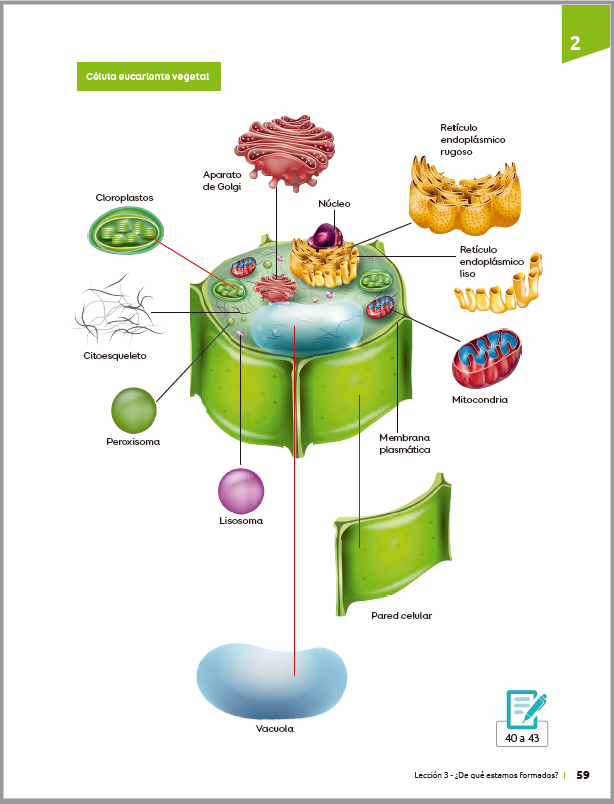 2
Célula eucarionte vegetal
Retículo
endoplásmico
rugoso
Aparato
de Golgi
Cloroplastos
Núcleo
Retículo
endoplásmico
liso
Citoesqueleto
Mitocondria
Peroxisoma
Membrana
plasmática
Lisosoma
Pared celular
Vacuola
40 a 43
Lección 3 - ¿De qué estamos formados? | 59